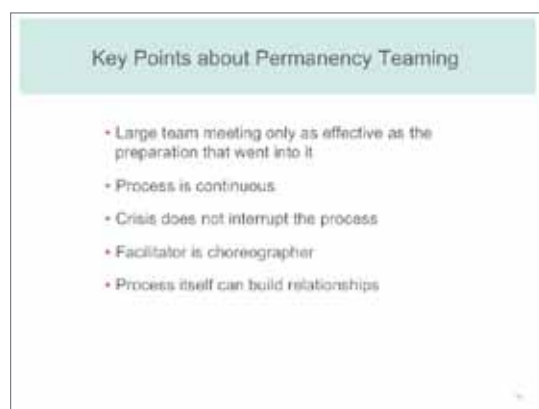 Key Points about Permanency Teaming
• Large team meeting only as effective as the
preparation that went into it
• Process is continuous
• Crisis does not interrupt the process
• Facilitator is choreographer
• Process itself can build relationships